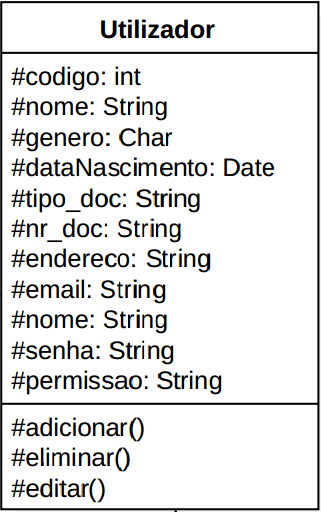 Utilizador
#codigo: int
#nome: String
#genero: Char
#dataNascimento: Date
#tipo_doc: String
#nr_doc: String
#endereco: String
#email: String
#nome: String
#senha: String
#permissao: String
#adicionar()
#eliminar()
#editar()